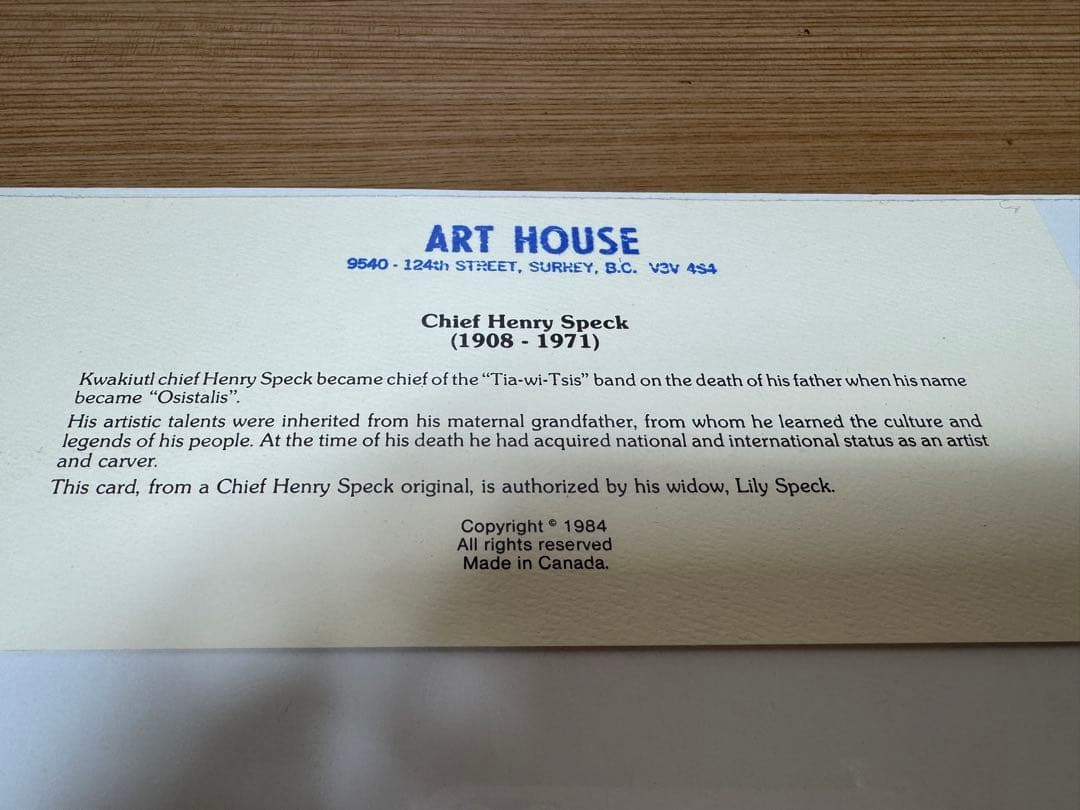 ART HOUSE
9540 - 124th STREET, SURREY, B.C. V3V 4S4
Chief Henry Speck
(1908 - 1971)
Kwakiutl chief Henry Speck became chief of the “Tia-wi-Tsis” band on the death of his father when his name
became “Osistalis”.
His artistic talents were inherited from his maternal grandfather, from whom he learned the culture and
legends of his people. At the time of his death he had acquired national and international status as an artist
and carver.
This card, from a Chief Henry Speck original, is authorized by his widow, Lily Speck.
Copyright © 1984
All rights reserved
Made in Canada.